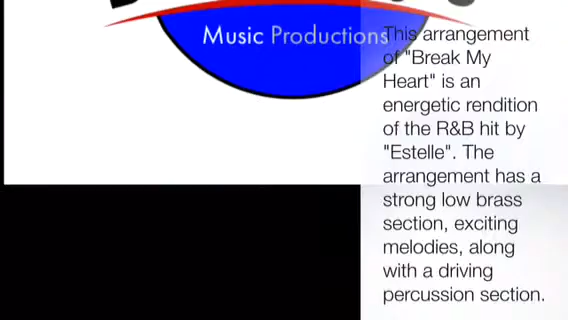 Music Productions
This arrangement
of "Break My
Heart" is an
energetic rendition
of the R&B hit by
"Estelle". The
arrangement has a
strong low brass
section, exciting
melodies, along
with a driving
percussion section.